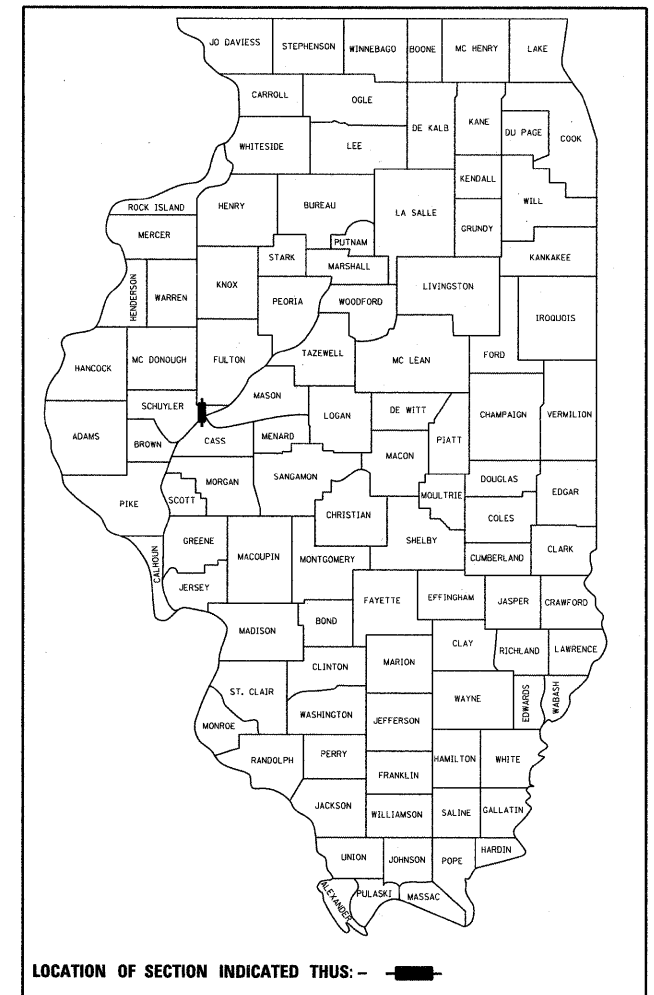 JO DAVIESS STEPHENSON WINNEBAGO BOONE MC HENRY LAKE
CARROLL OGLE
DE KALB KANE DU PAGE COOK
WHITESIDE LEE
KENDALL
ROCK ISLAND HENRY BUREAU LA SALLE WILL
MERCER PUTNAM GRUNDY
STARK MARSHALL KANKAKEE
HENDERSON WARREN KNOX PEORIA WOODFORD LIVINGSTON
IROQUOIS
HANCOCK MC DONOUGH FULTON TAZEWELL MC LEAN FORD
SCHUYLER MASON
ADAMS BROWN CASS MENARD LOGAN DE WITT CHAMPAIGN VERMILION
MACON PIATT
PIKE SCOTT MORGAN SANGAMON MOULTRIE DOUGLAS EDGAR
CHRISTIAN COLES
GREENE MACOUPIN MONTGOMERY SHELBY CUMBERLAND CLARK
CALHOUN JERSEY
FAYETTE EFFINGHAM JASPER CRAWFORD
MADISON BOND
CLINTON MARION CLAY RICHLAND LAWRENCE
ST. CLAIR WAYNE EDWARDS WABASH
MONROE WASHINGTON JEFFERSON
RANDOLPH PERRY HAMILTON WHITE
FRANKLIN
JACKSON WILLIAMSON SALINE GALLATIN
UNION JOHNSON POPE HARDIN
ALEXANDER PULASKI MASSAC
LOCATION OF SECTION INDICATED THUS: –